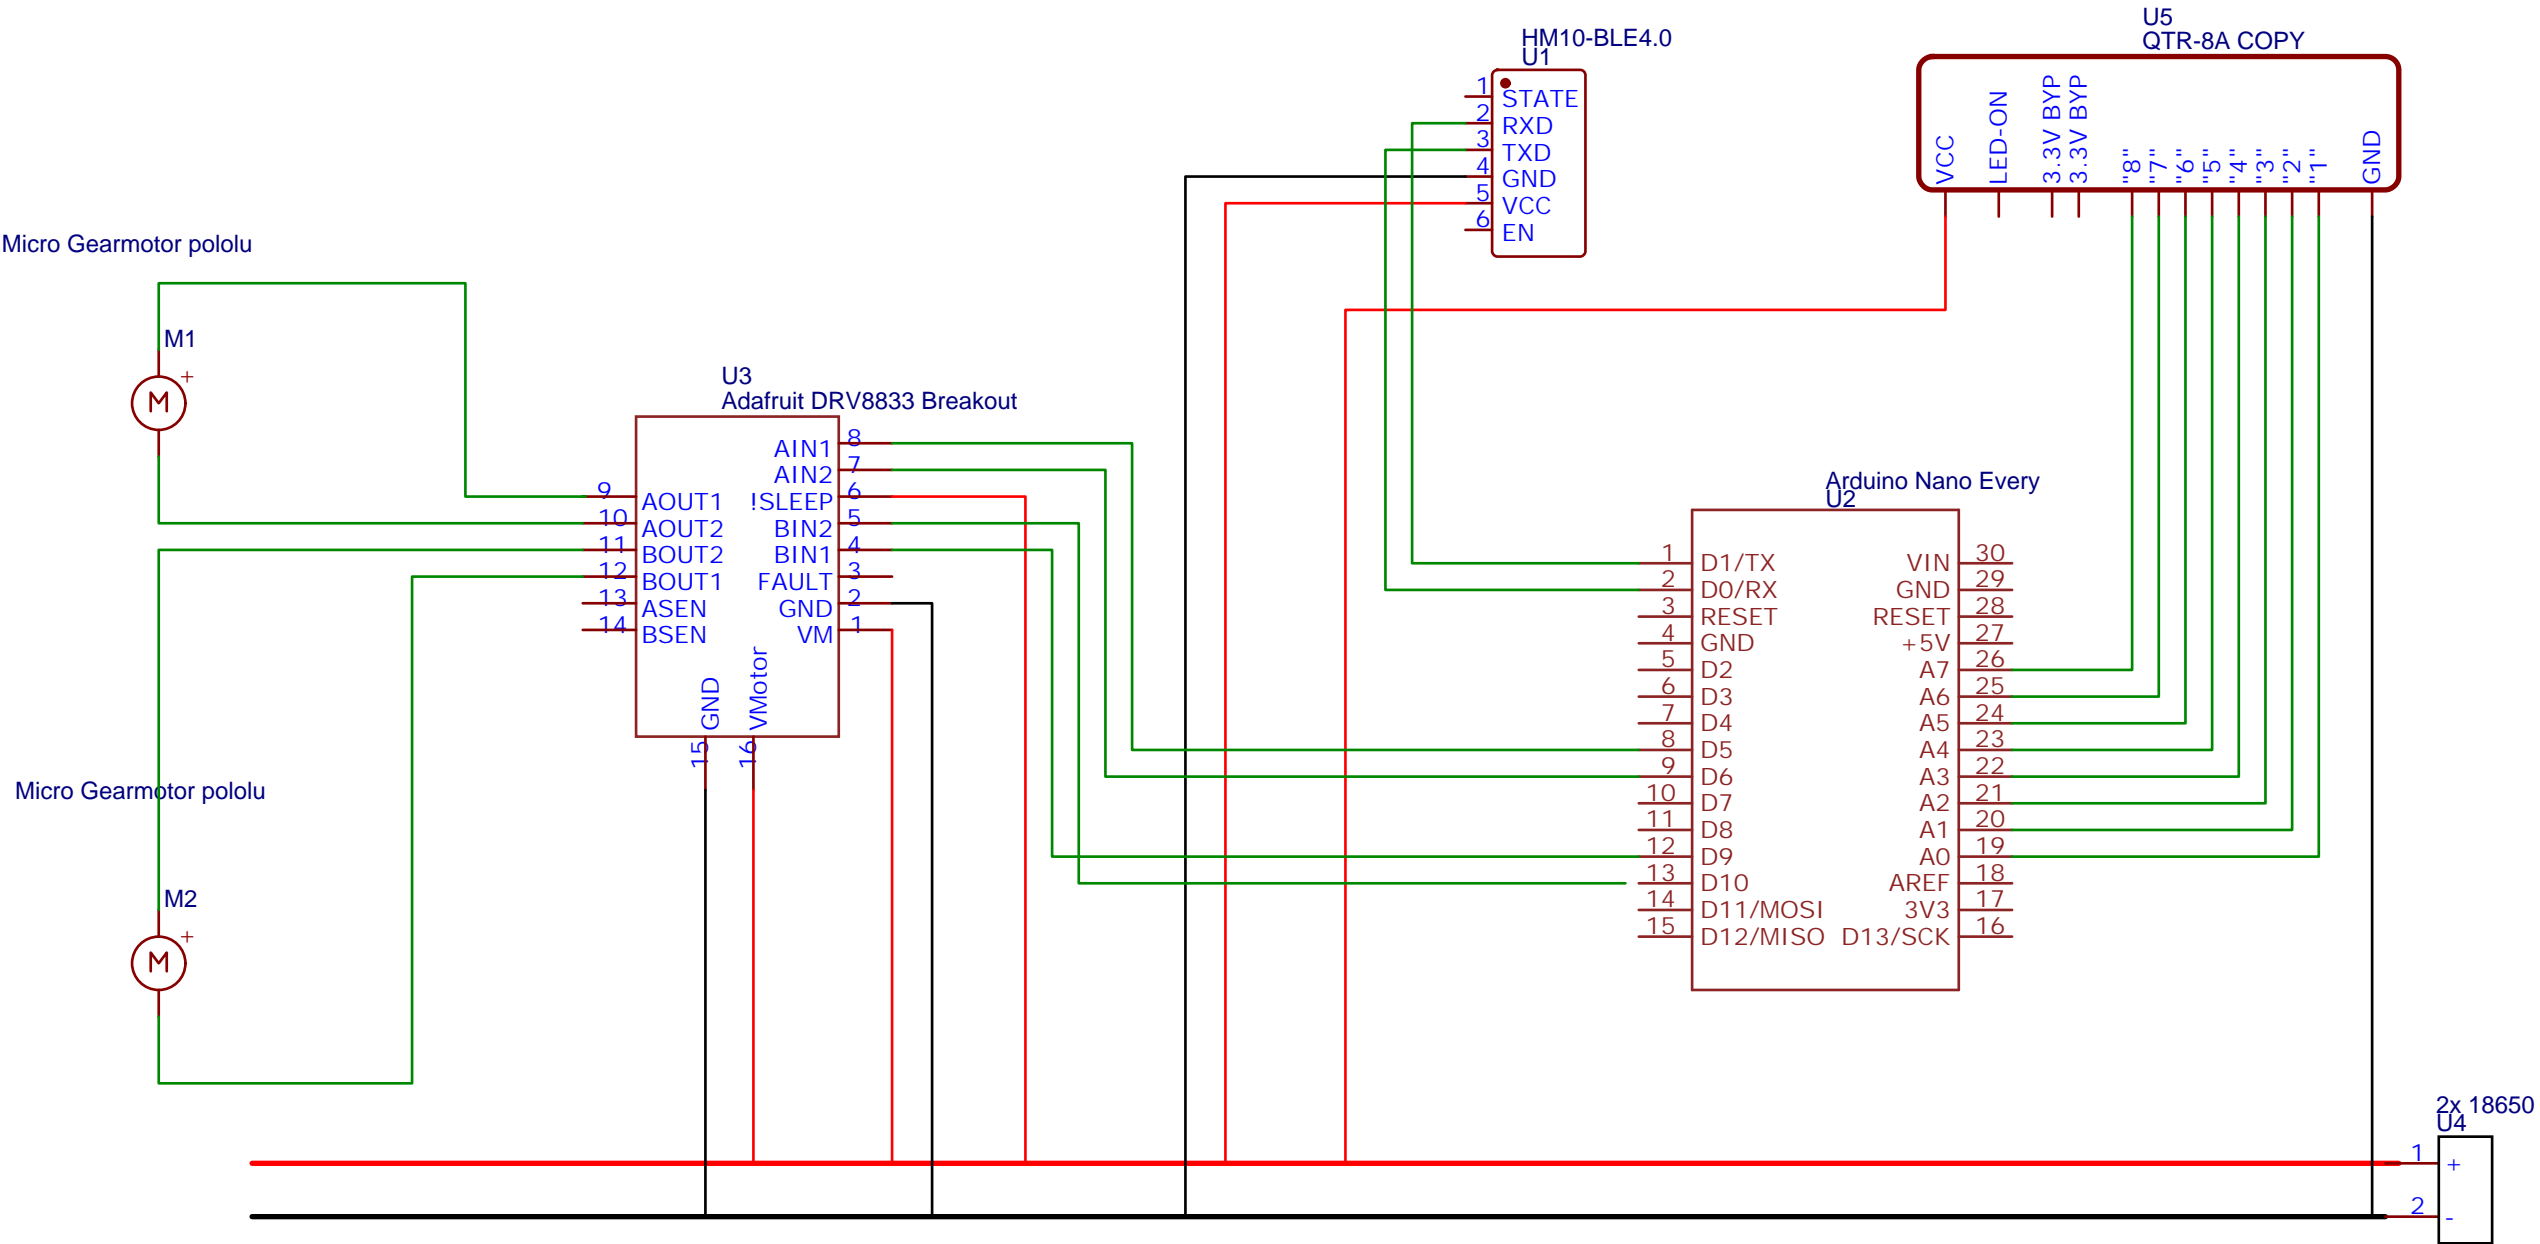 U5
QTR-8A COPY
VCC
LED-ON
3.3V BYP
3.3V BYP
"8"
"7"
"6"
"5"
"4"
"3"
"2"
"1"
GND
HM10-BLE4.0
U1
1 STATE
2 RXD
3 TXD
4 GND
5 VCC
6 EN
Micro Gearmotor pololu
M1
+
M
U3
Adafruit DRV8833 Breakout
AIN1 8
AIN2 7
9 AOUT1 !SLEEP 6
10 AOUT2 BIN2 5
11 BOUT2 BIN1 4
12 BOUT1 FAULT 3
13 ASEN GND 2
14 BSEN VM 1
GND 15
VMotor 16
Arduino Nano Every
U2
1 D1/TX VIN 30
2 D0/RX GND 29
3 RESET RESET 28
4 GND +5V 27
5 D2 A7 26
6 D3 A6 25
7 D4 A5 24
8 D5 A4 23
9 D6 A3 22
10 D7 A2 21
11 D8 A1 20
12 D9 A0 19
13 D10 AREF 18
14 D11/MOSI 3V3 17
15 D12/MISO D13/SCK 16
Micro Gearmotor pololu
M2
+
M
2x 18650
U4
1 +
2 -